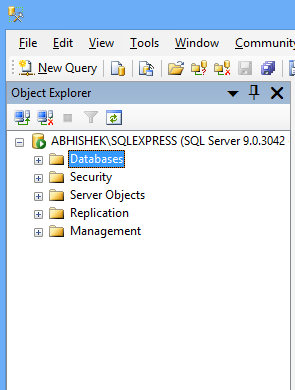 File Edit View Tools Window Community
New Query
Object Explorer
ABHISHEK\SQLEXPRESS (SQL Server 9.0.3042
Databases
Security
Server Objects
Replication
Management